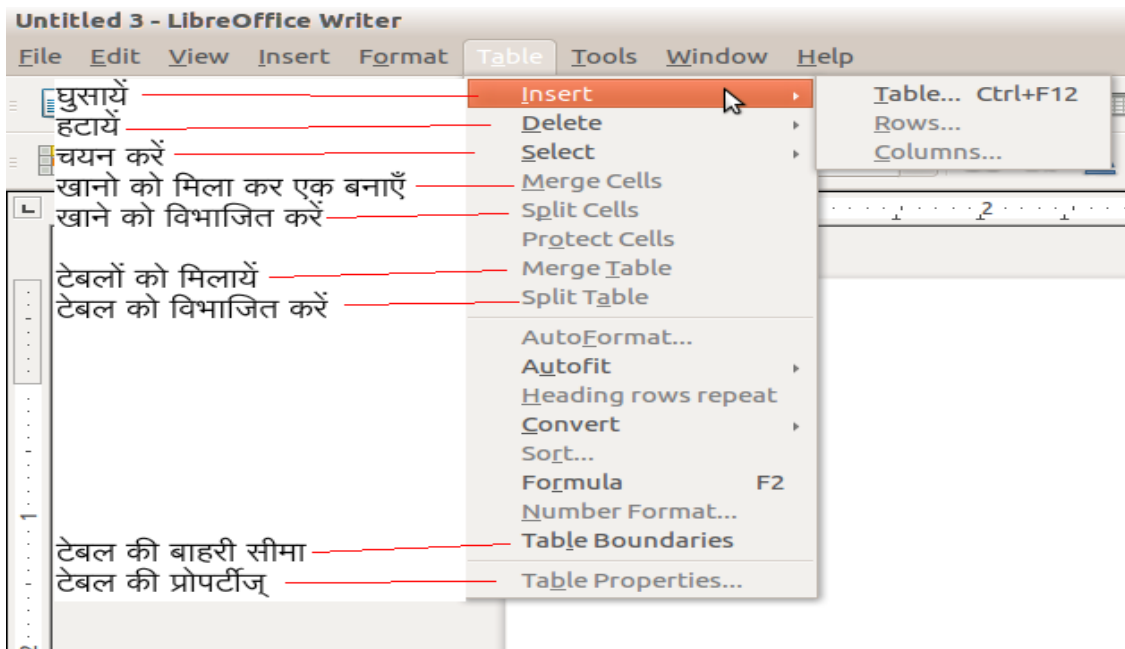 Untitled 3 - LibreOffice Writer
File Edit View Insert Format Table Tools Window Help
घुसायें Insert Table... Ctrl+F12
हटायें Delete Rows...
चयन करें Select Columns...
खानो को मिला कर एक बनाएँ Merge Cells
खाने को विभाजित करें Split Cells 2
Protect Cells
टेबलों को मिलायें Merge Table
टेबल को विभाजित करें Split Table
AutoFormat...
Autofit
Heading rows repeat
Convert
Sort...
Formula F2
1 Number Format...
टेबल की बाहरी सीमा Table Boundaries
टेबल की प्रोपर्टीज् Table Properties...